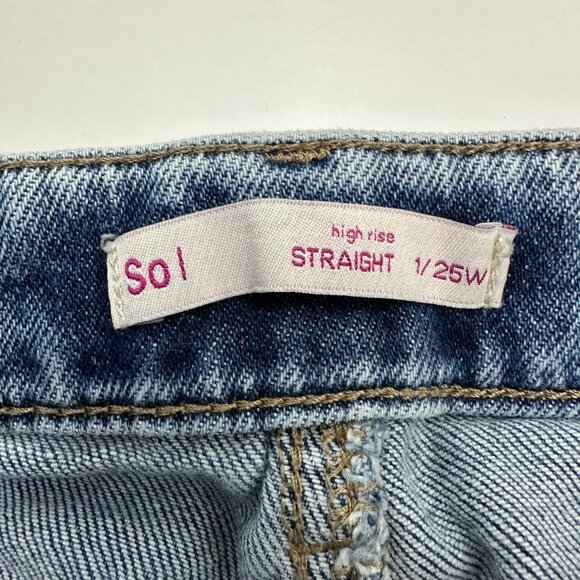 So l
high rise
STRAIGHT 1/25W